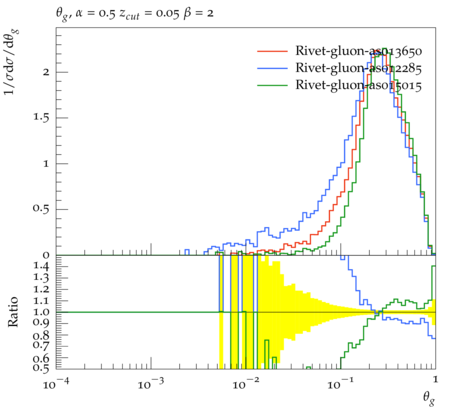 θg, α = 0.5 zcut = 0.05 β = 2
1/σ dσ/dθg
Rivet-gluon-as013650
Rivet-gluon-as012285
Rivet-gluon-as015015
2
1.5
1
0.5
0
Ratio
1.4
1.3
1.2
1.1
1.0
0.9
0.8
0.7
0.6
0.5
10−4 10−3 10−2 10−1 1
θg